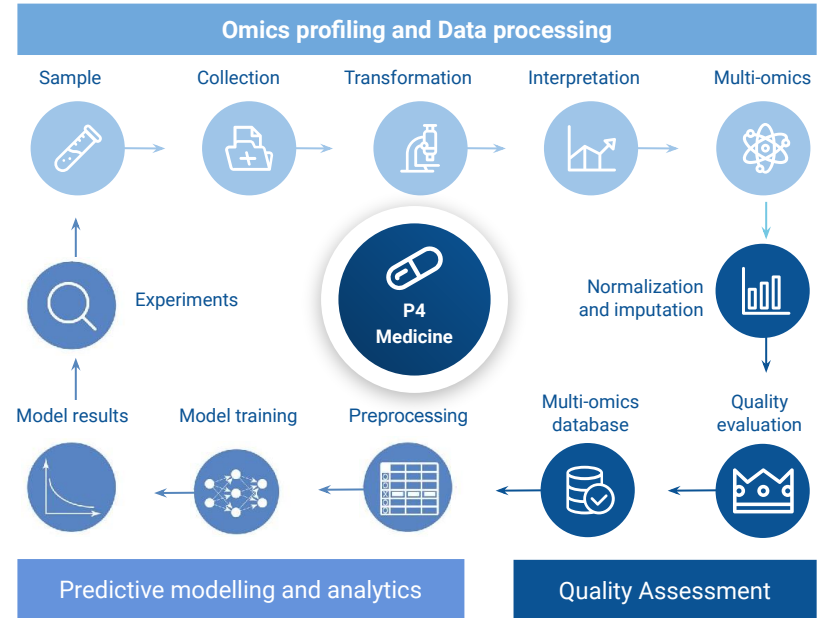 Omics profiling and Data processing
Sample
Collection
Transformation
Interpretation
Multi-omics
P4
Medicine
Normalization
and imputation
Experiments
Model results
Model training
Preprocessing
Multi-omics
database
Quality
evaluation
Predictive modelling and analytics
Quality Assessment